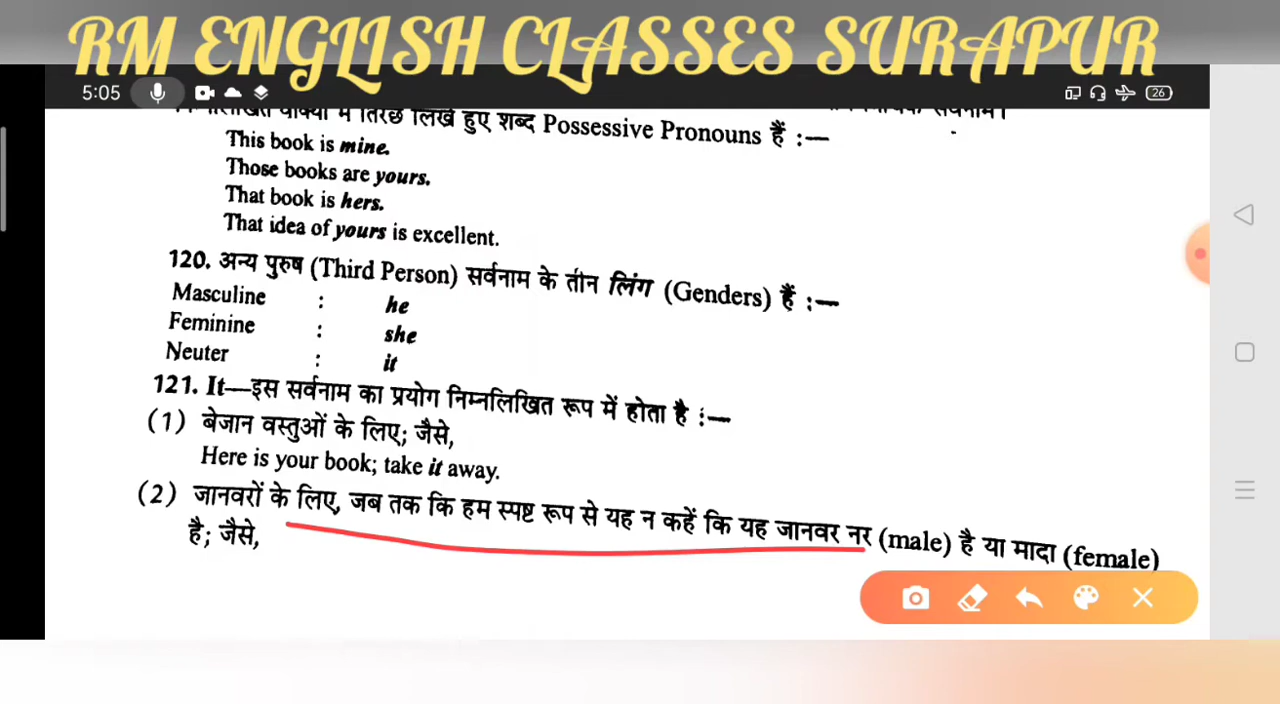 RM ENGLISH CLASSES SURAPUR
5:05
26
में तिरछे लिखे हुए शब्द Possessive Pronouns हैं :—
This book is mine.
Those books are yours.
That book is hers.
That idea of yours is excellent.
120. अन्य पुरुष (Third Person) सर्वनाम के तीन लिंग (Genders) हैं :—
Masculine : he
Feminine : she
Neuter : it
121. It—इस सर्वनाम का प्रयोग निम्नलिखित रूप में होता है :—
(1) बेजान वस्तुओं के लिए; जैसे,
Here is your book; take it away.
(2) जानवरों के लिए, जब तक कि हम स्पष्ट रूप से यह न कहें कि यह जानवर नर (male) है या मादा (female)
है; जैसे,